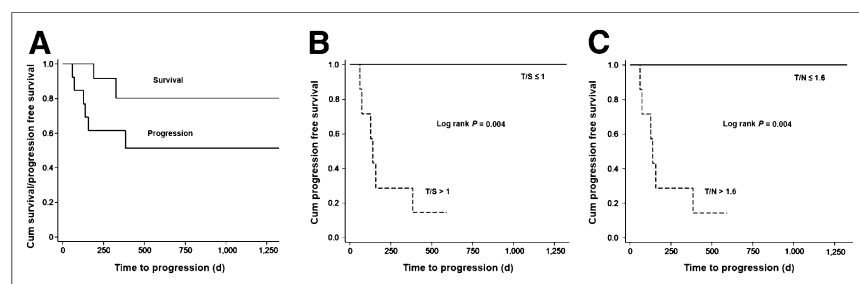 A
Cum survival/progression free survival
1.0
0.8
0.6
0.4
0.2
0
Survival
Progression
0
250
500
750
1,000
1,250
Time to progression (d)
B
Cum progression free survival
1.0
0.8
0.6
0.4
0.2
0.0
T/S ≤ 1
Log rank P = 0.004
T/S > 1
0
250
500
750
1,000
1,250
Time to progression (d)
C
Cum progression free survival
1.0
0.8
0.6
0.4
0.2
0.0
T/N ≤ 1.6
Log rank P = 0.004
T/N > 1.6
0
250
500
750
1,000
1,250
Time to progression (d)